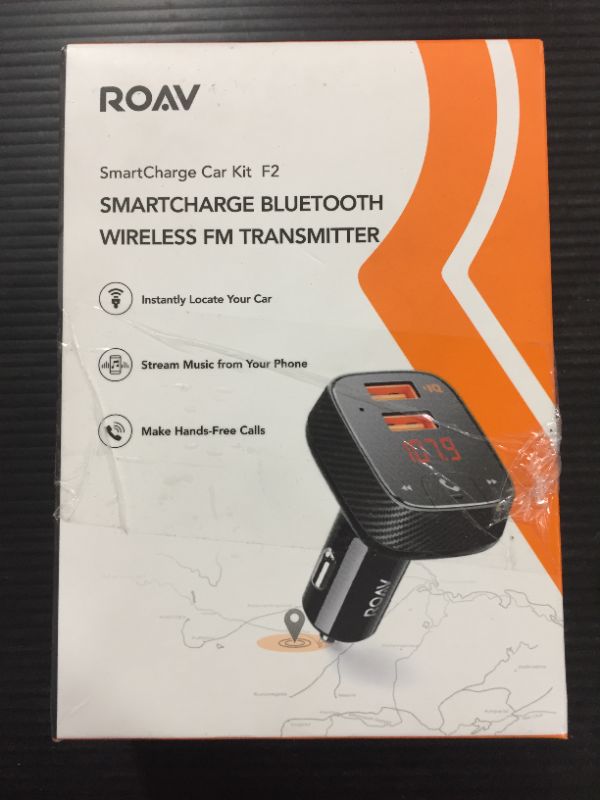 ROAV
SmartCharge Car Kit F2
SMARTCHARGE BLUETOOTH
WIRELESS FM TRANSMITTER
Instantly Locate Your Car
Stream Music from Your Phone
Make Hands-Free Calls
IQ
107.9
ROAV